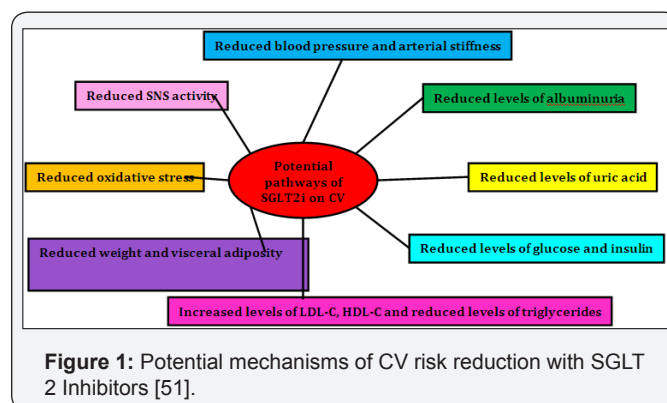 Reduced blood pressure and arterial stiffness
Reduced SNS activity
Reduced levels of albuminuria
Potential
pathways of
SGLT2i on CV
Reduced oxidative stress
Reduced levels of uric acid
Reduced weight and visceral adiposity
Reduced levels of glucose and insulin
Increased levels of LDL-C, HDL-C and reduced levels of triglycerides
Figure 1: Potential mechanisms of CV risk reduction with SGLT
2 Inhibitors [51].